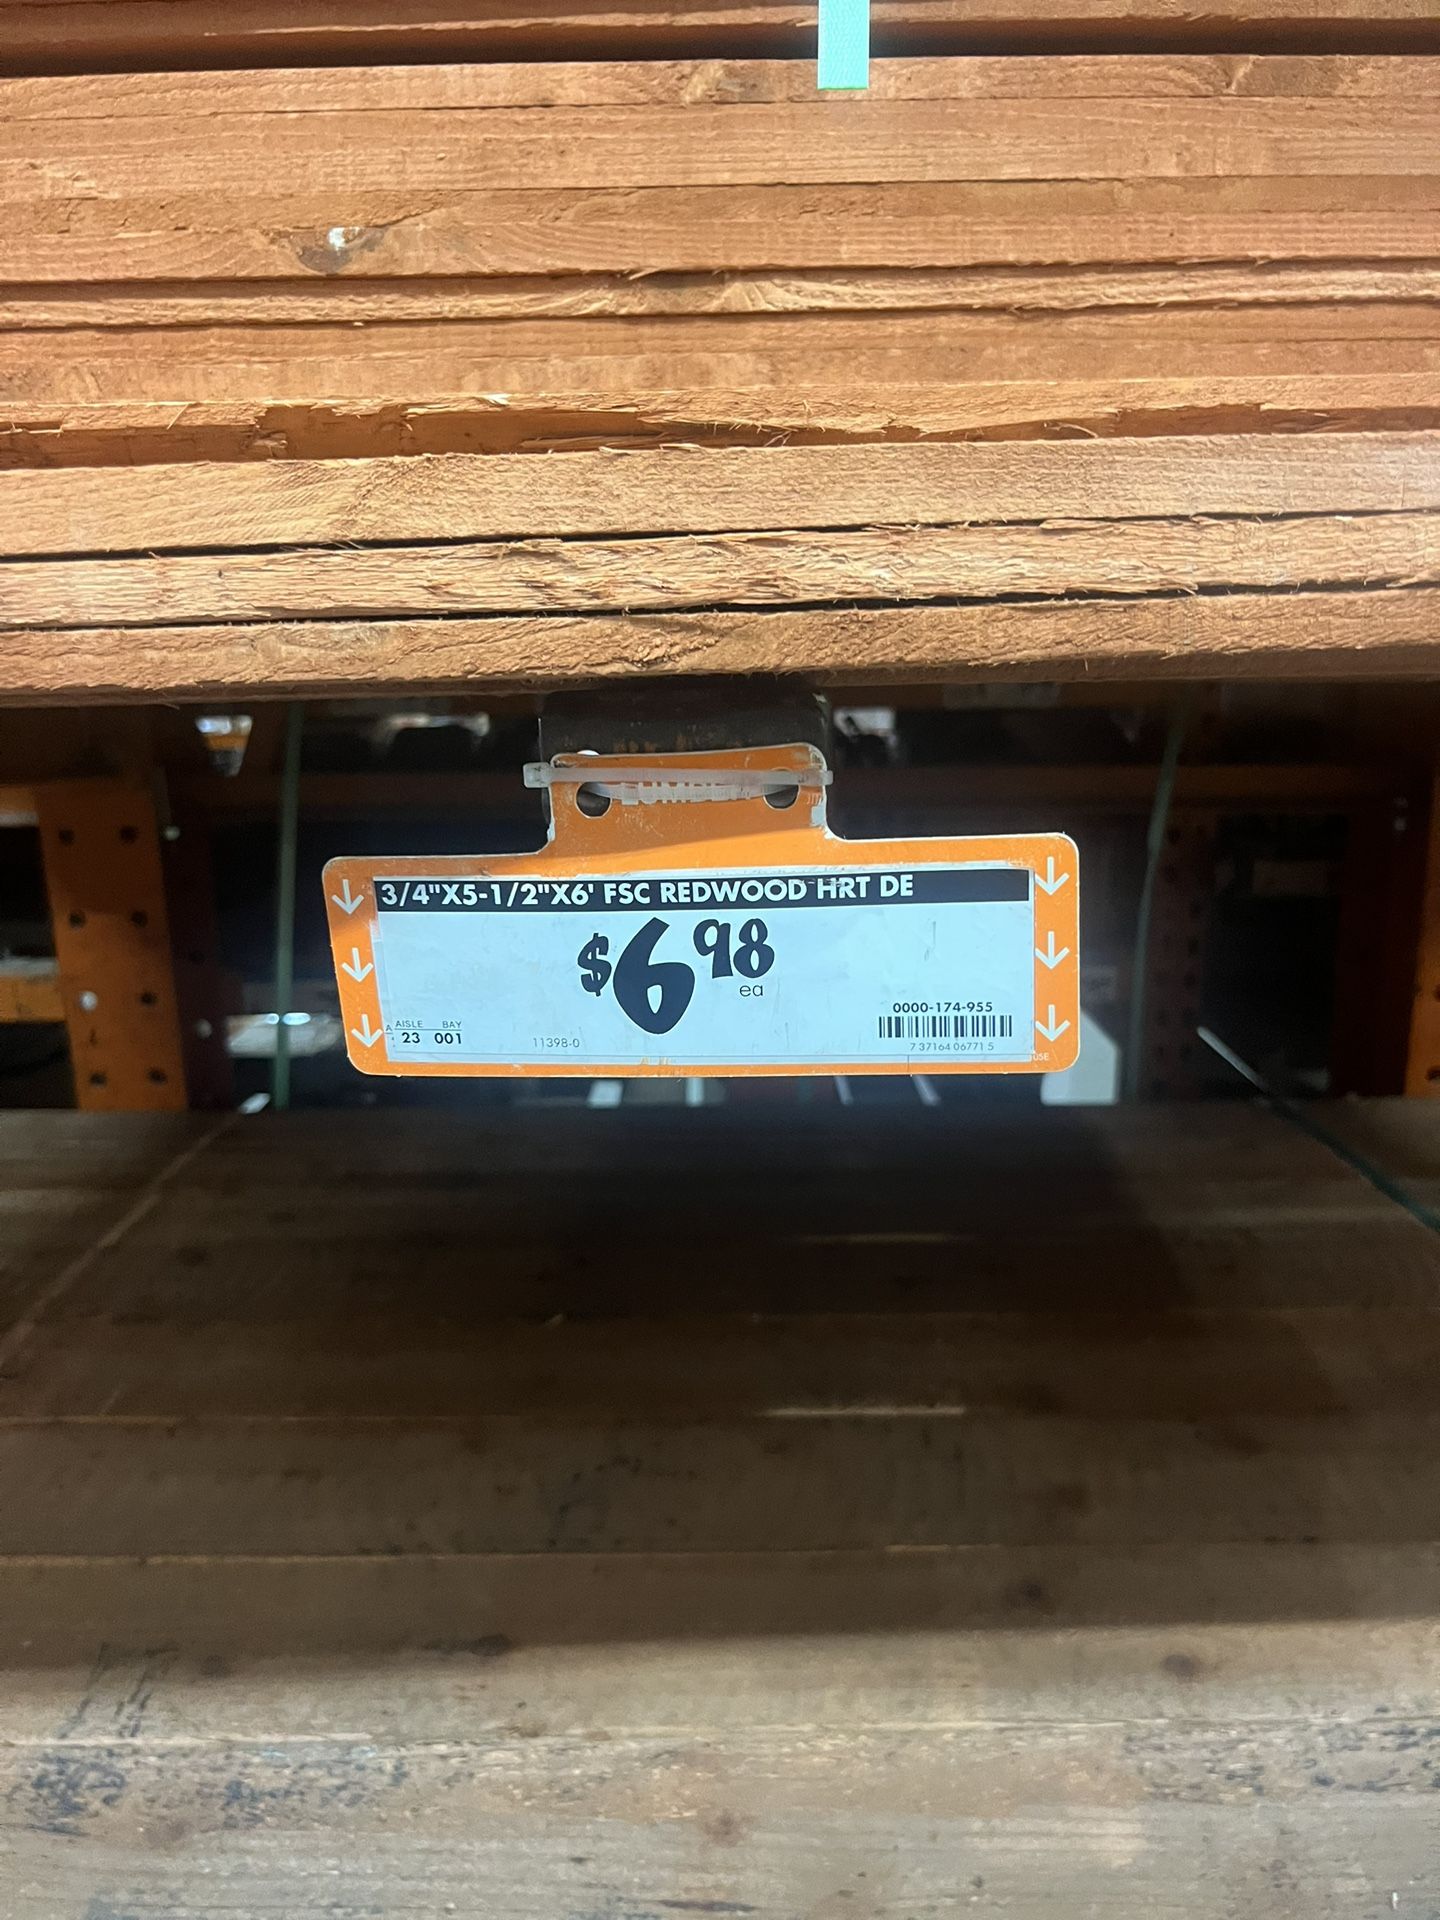 3/4"X5-1/2"X6' FSC REDWOOD HRT DE
$6 98
ea
0000-174-955
AISLE BAY
23 001
11398-0
7 37164 06771 5